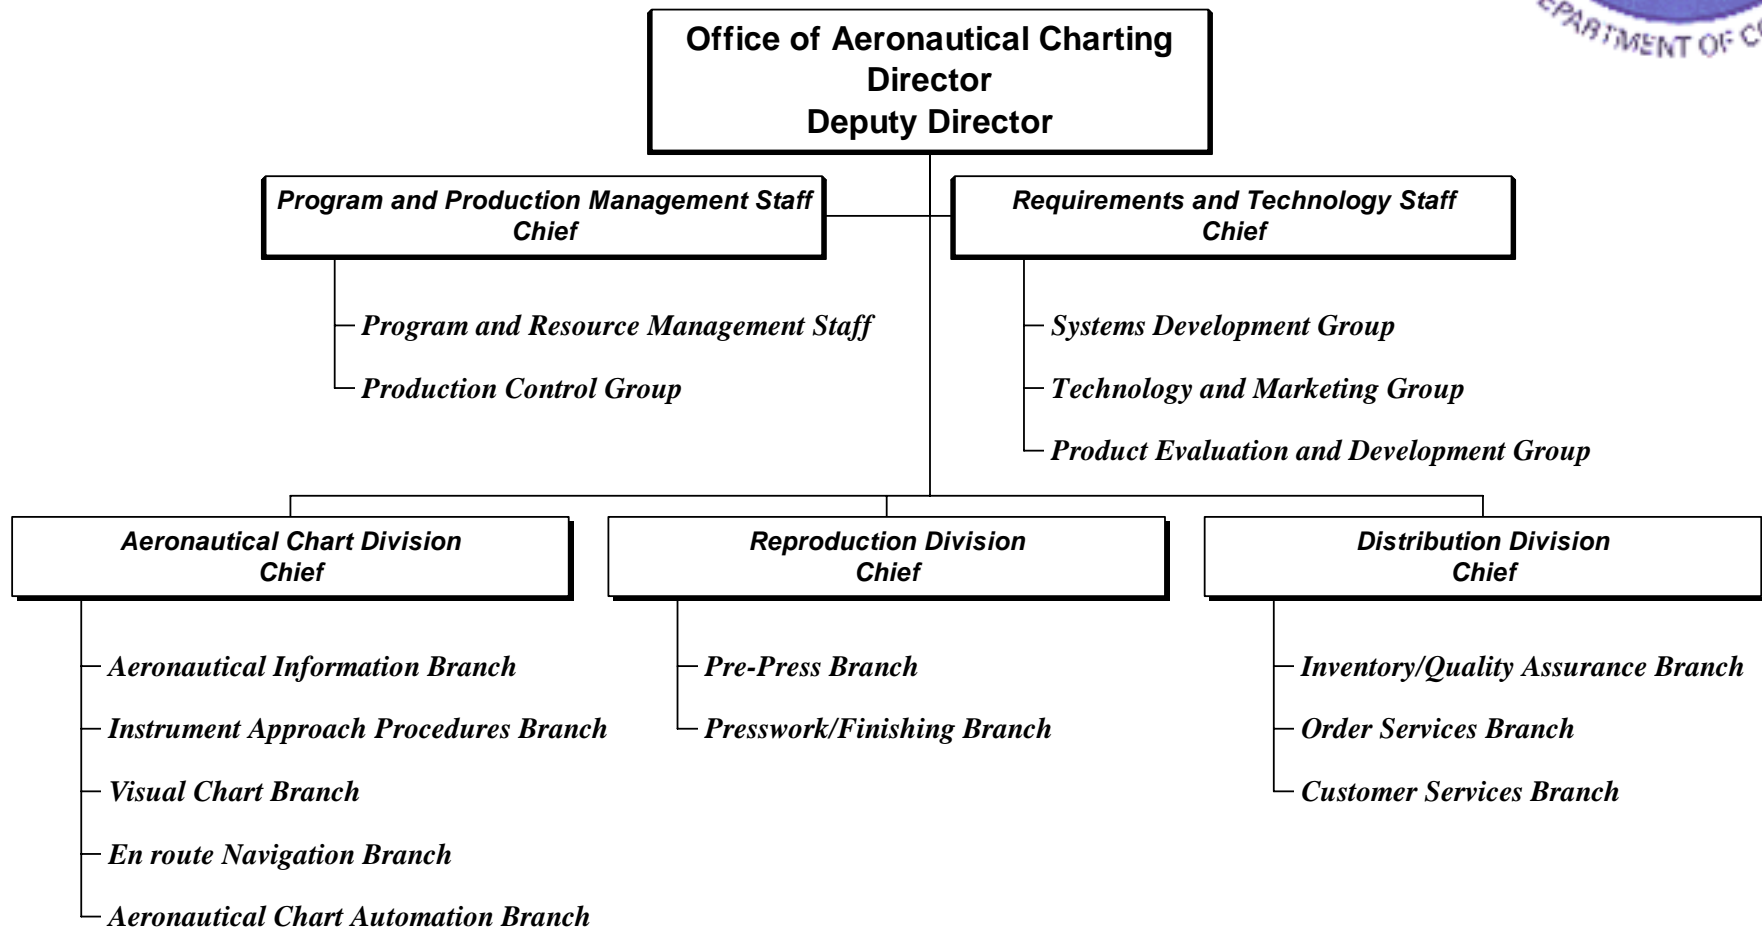 Office of Aeronautical Charting
Director
Deputy Director
DEPARTMENT OF
Program and Production Management Staff
Chief
Requirements and Technology Staff
Chief
Program and Resource Management Staff
Production Control Group
Systems Development Group
Technology and Marketing Group
Product Evaluation and Development Group
Aeronautical Chart Division
Chief
Reproduction Division
Chief
Distribution Division
Chief
Aeronautical Information Branch
Instrument Approach Procedures Branch
Visual Chart Branch
En route Navigation Branch
Aeronautical Chart Automation Branch
Pre-Press Branch
Presswork/Finishing Branch
Inventory/Quality Assurance Branch
Order Services Branch
Customer Services Branch